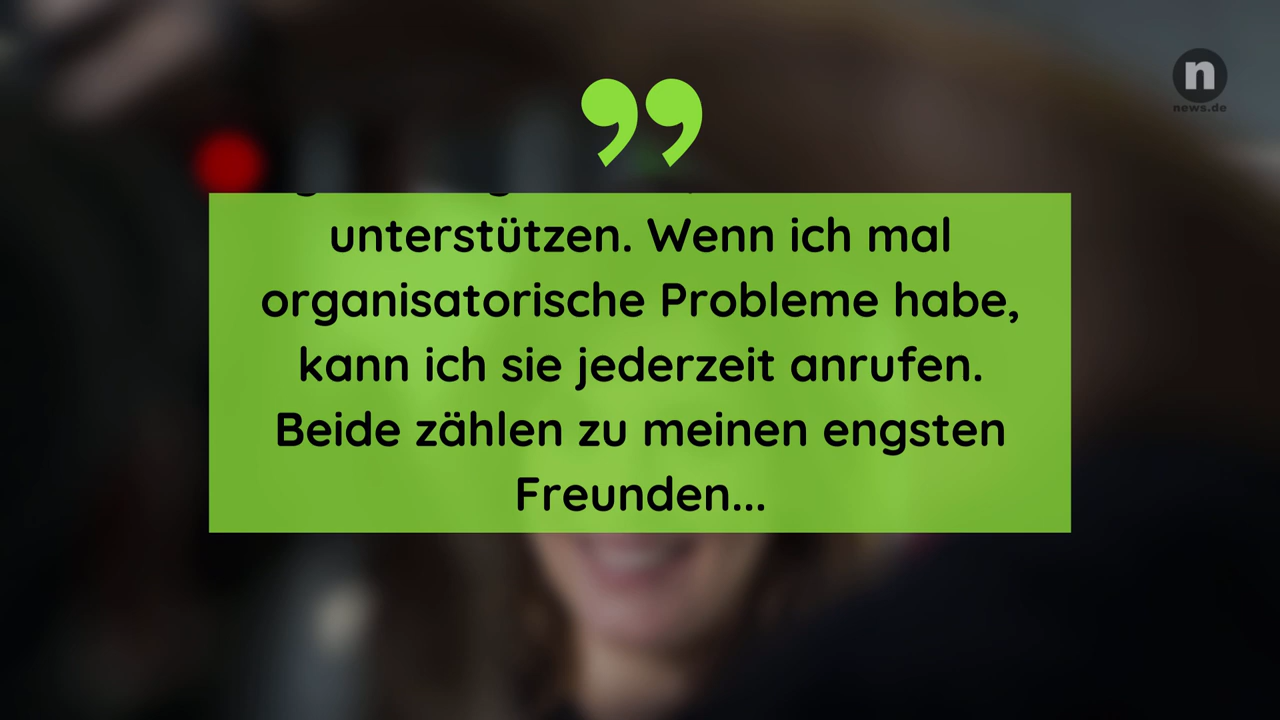 n
news.de
unterstützen. Wenn ich mal
organisatorische Probleme habe,
kann ich sie jederzeit anrufen.
Beide zählen zu meinen engsten
Freunden...